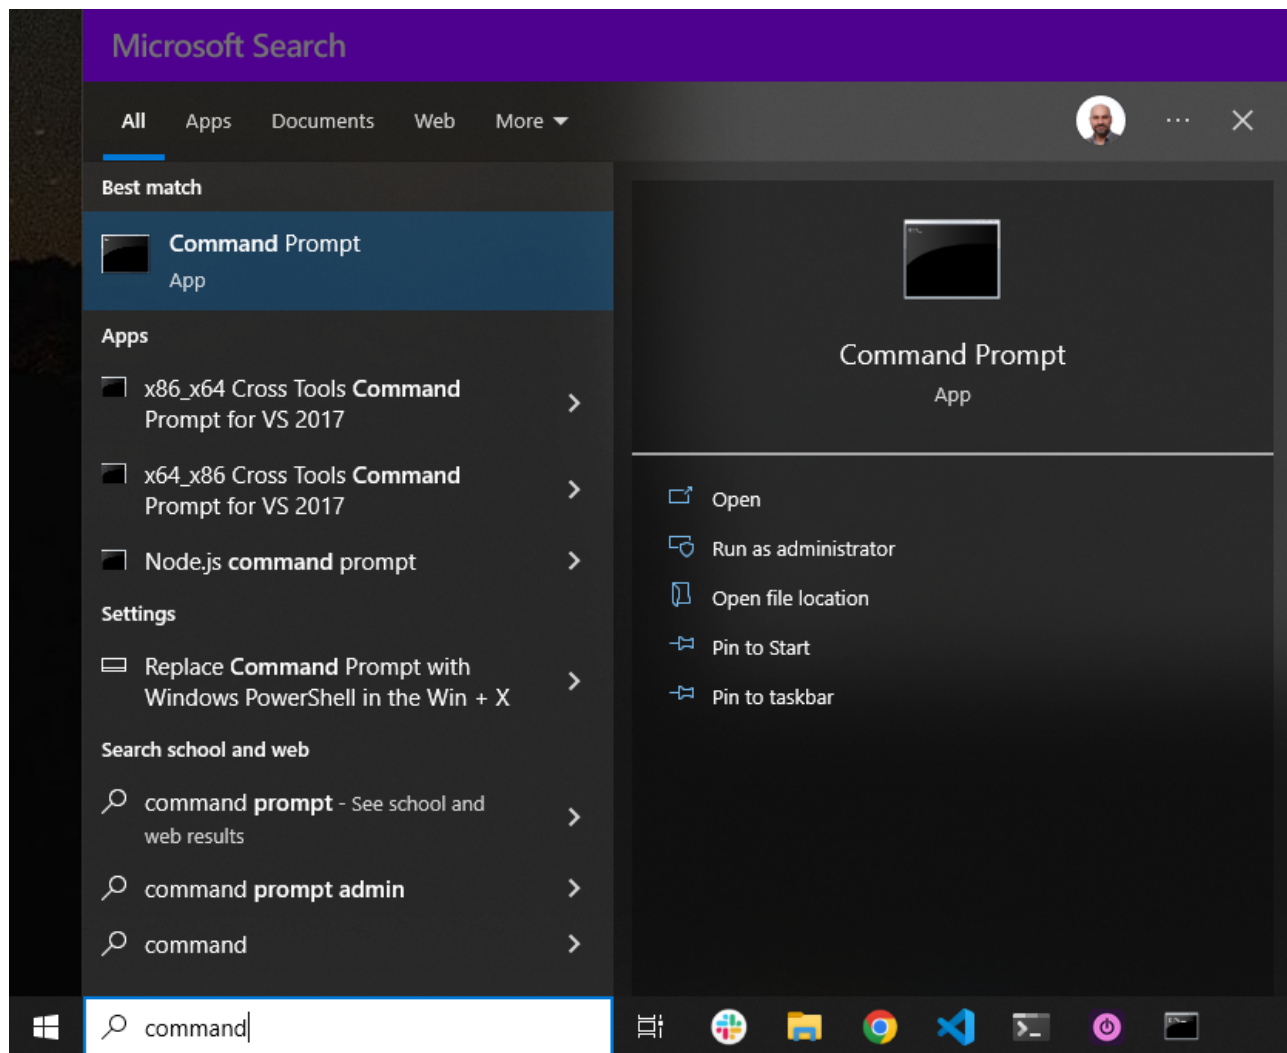 Microsoft Search
All Apps Documents Web More
Best match
Command Prompt
App
Apps
x86_x64 Cross Tools Command
Prompt for VS 2017
x64_x86 Cross Tools Command
Prompt for VS 2017
Node.js command prompt
Settings
Replace Command Prompt with
Windows PowerShell in the Win + X
Search school and web
command prompt - See school and
web results
command prompt admin
command
command
Command Prompt
App
Open
Run as administrator
Open file location
Pin to Start
Pin to taskbar